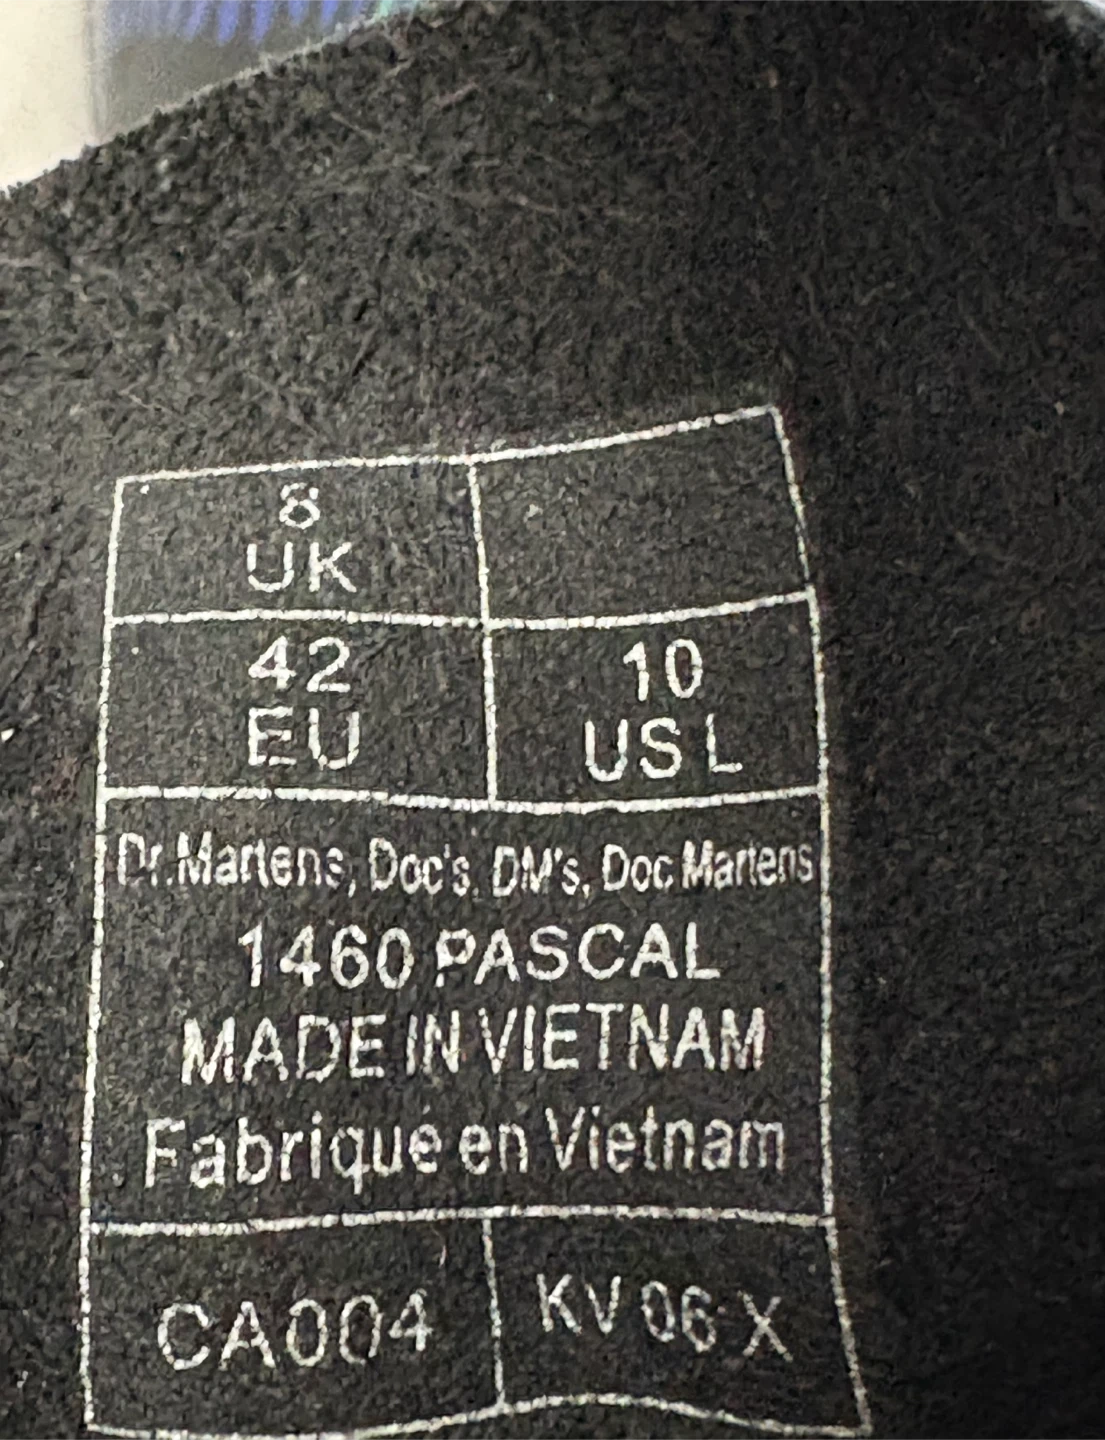 8
UK
42
EU
10
US L
Dr.Martens, Doc's, DM's, Doc Martens
1460 PASCAL
MADE IN VIETNAM
Fabriqué en Vietnam
CA004
KV 06 X